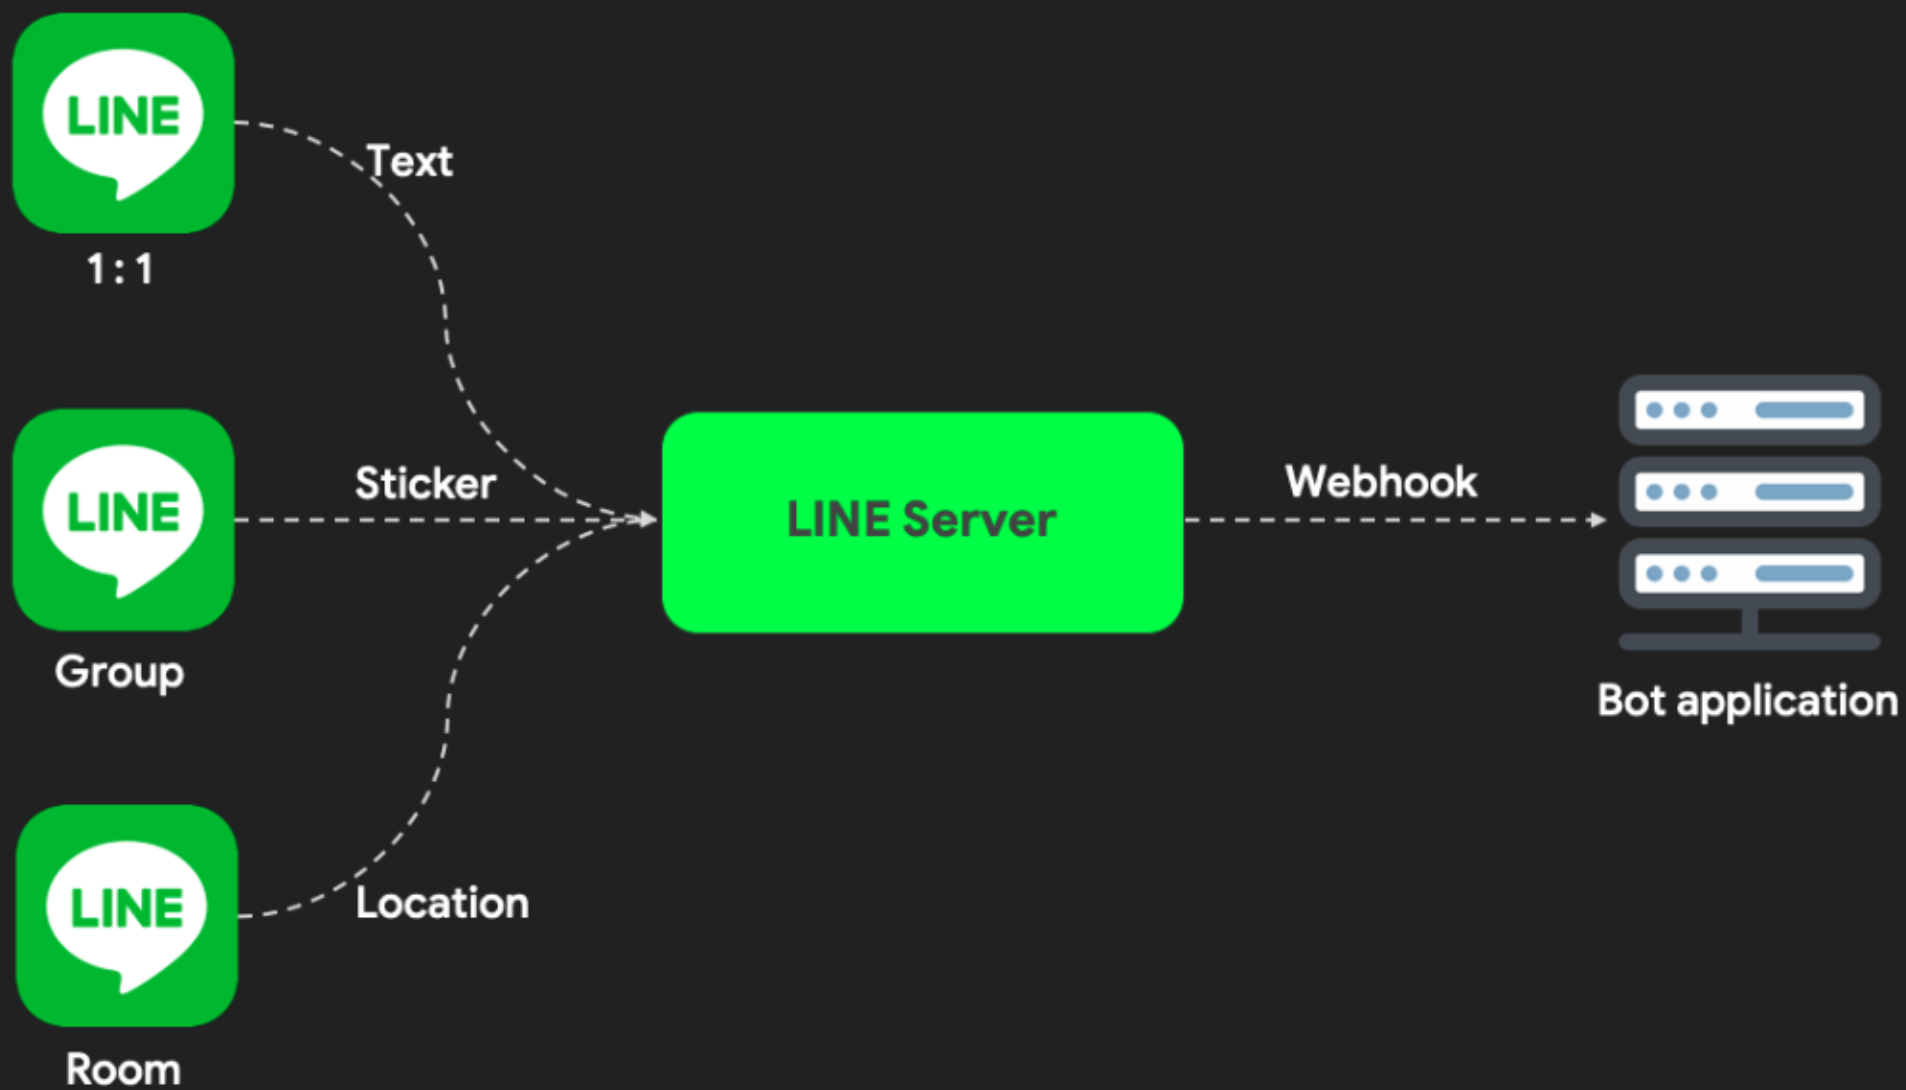 LINE
1 : 1
Text
LINE
Group
Sticker
LINE
Room
Location
LINE Server
Webhook
Bot application